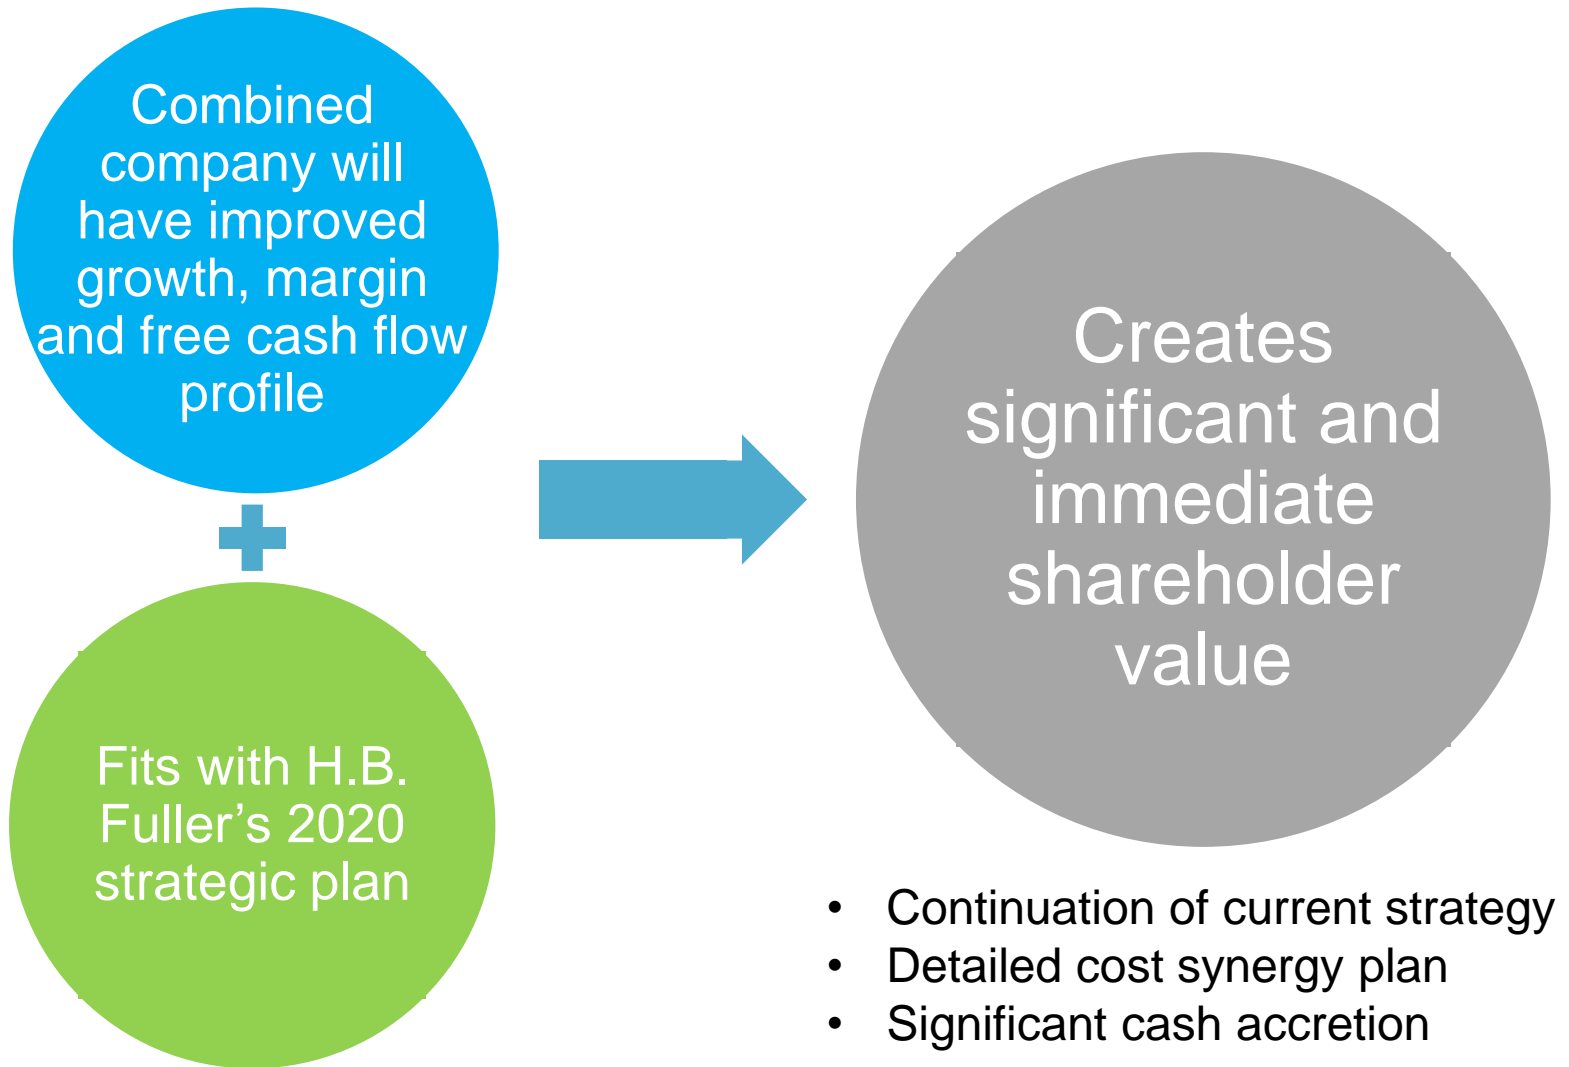 Combined
company will
have improved
growth, margin
and free cash flow
profile
Fits with H.B.
Fuller’s 2020
strategic plan
Creates
significant and
immediate
shareholder
value
• Continuation of current strategy
• Detailed cost synergy plan
• Significant cash accretion